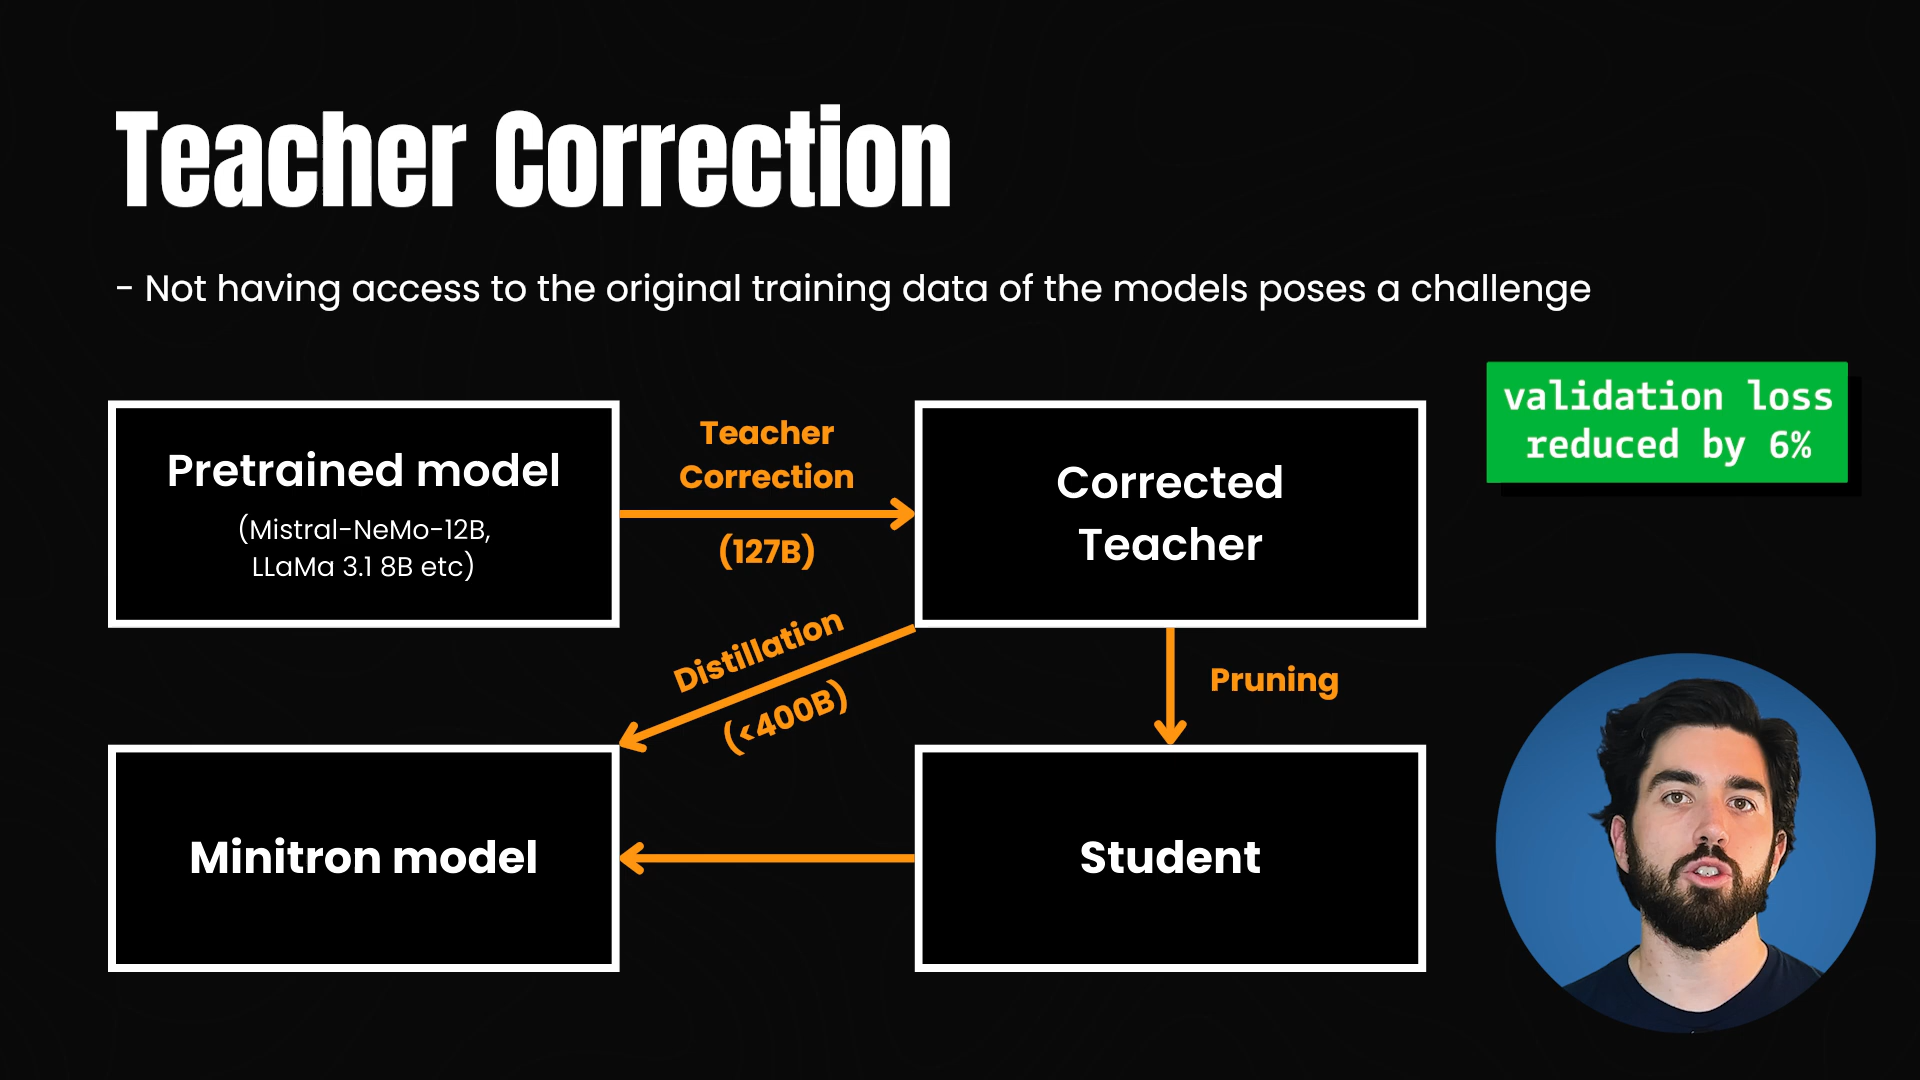 Teacher Correction
- Not having access to the original training data of the models poses a challenge
validation loss
reduced by 6%
Pretrained model
(Mistral-NeMo-12B,
LLaMa 3.1 8B etc)
Teacher
Correction
(127B)
Corrected
Teacher
Distillation
(<400B)
Pruning
Minitron model
Student